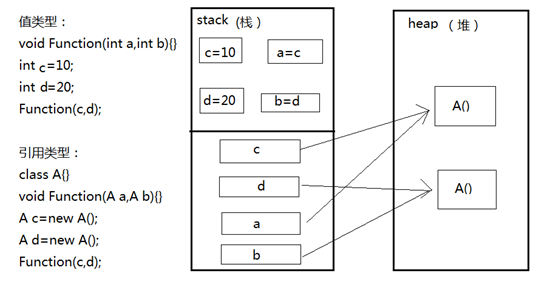 值类型：
void Function(int a,int b){}
int c=10;
int d=20;
Function(c,d);
引用类型：
class A{}
void Function(A a,A b){}
A c=new A();
A d=new A();
Function(c,d);
stack（栈）
c=10
a=c
d=20
b=d
c
d
a
b
heap（堆）
A()
A()